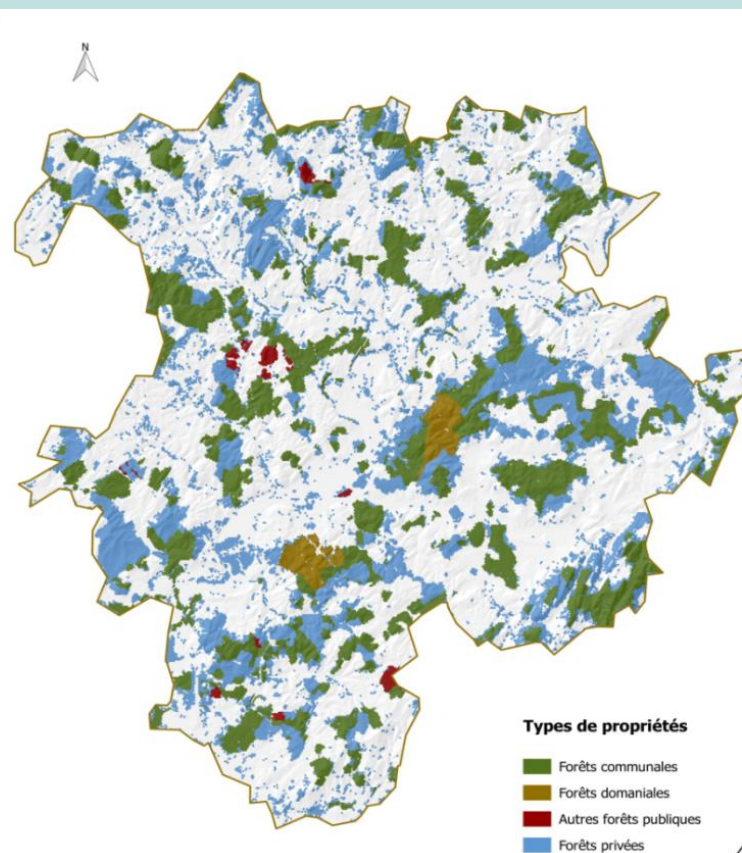 N
Types de propriétés
Forêts communales
Forêts domaniales
Autres forêts publiques
Forêts privées